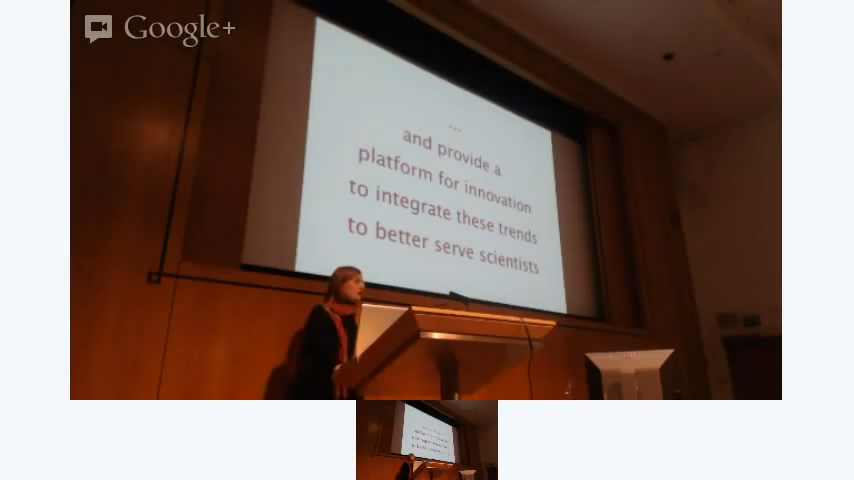 Google+
...
and provide a
platform for innovation
to integrate these trends
to better serve scientists